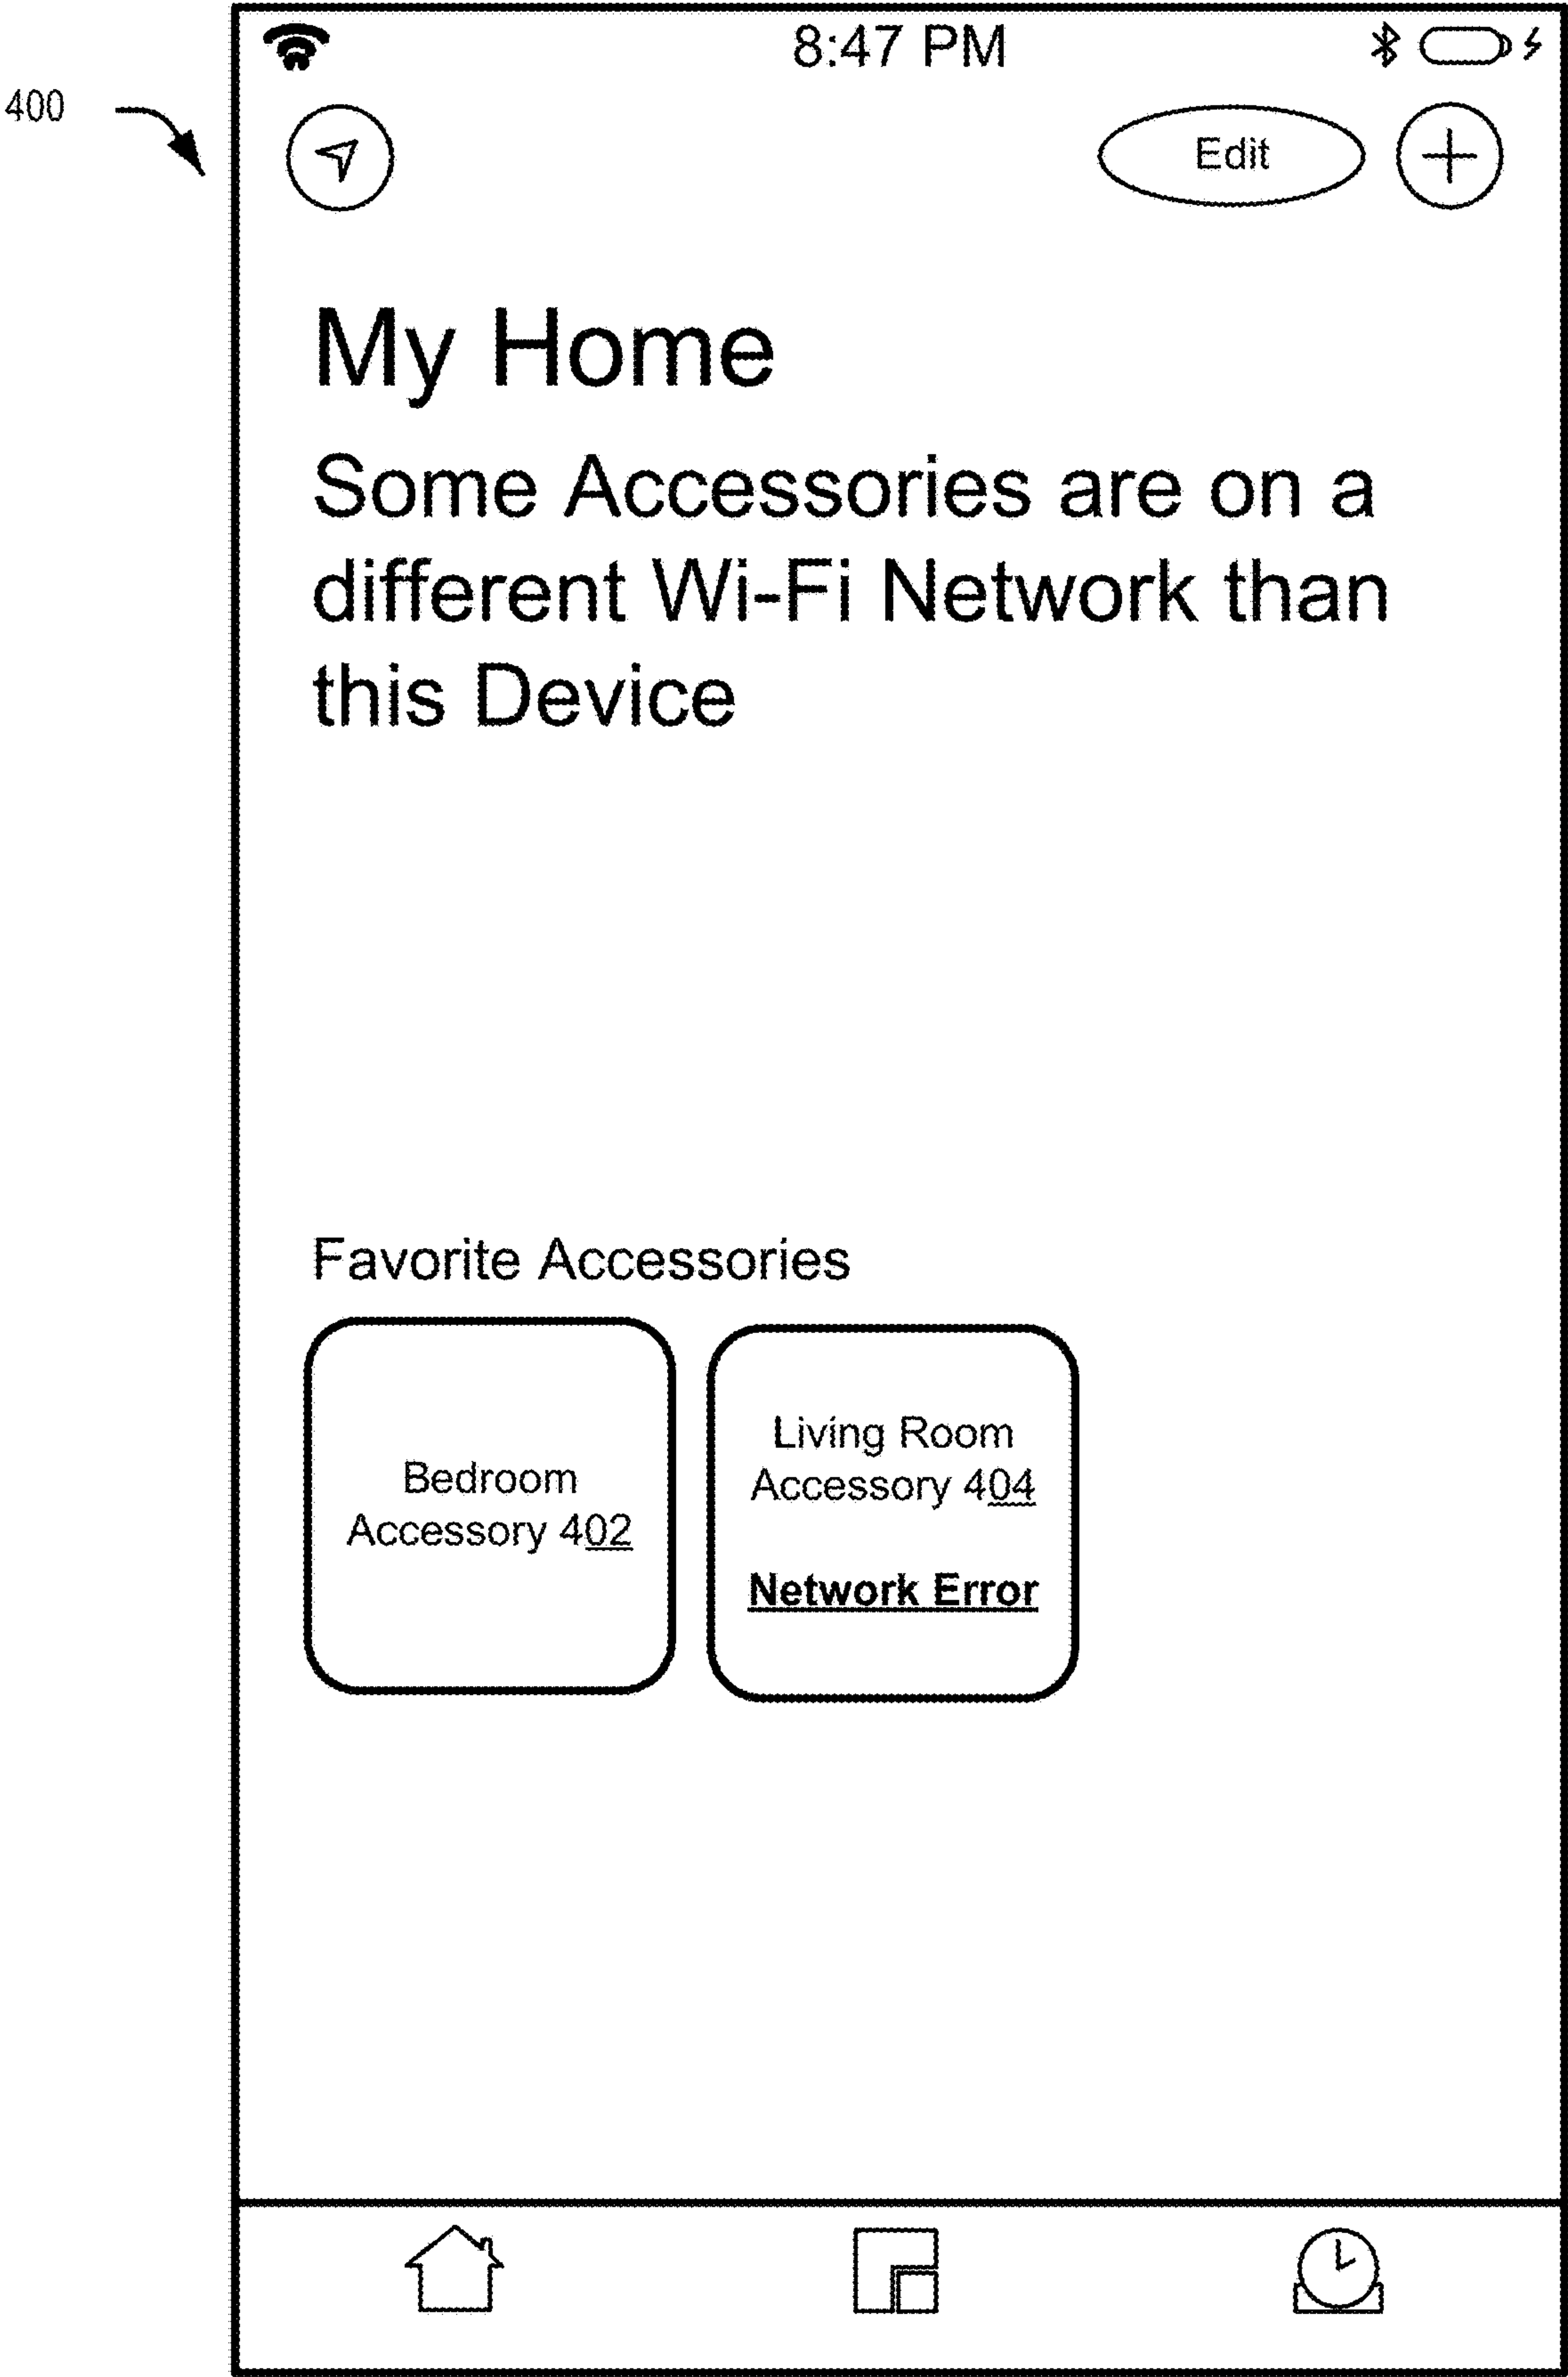 8:47 PM
400
Edit
My Home
Some Accessories are on a
different Wi-Fi Network than
this Device
Favorite Accessories
Bedroom
Accessory 402
Living Room
Accessory 404
Network Error